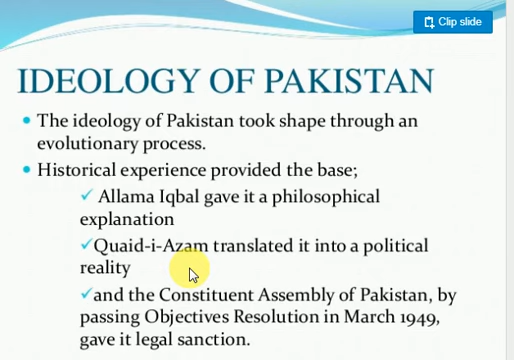 Clip slide
IDEOLOGY OF PAKISTAN
• The ideology of Pakistan took shape through an
evolutionary process.
• Historical experience provided the base;
✓ Allama Iqbal gave it a philosophical
explanation
✓Quaid-i-Azam translated it into a political
reality
✓and the Constituent Assembly of Pakistan, by
passing Objectives Resolution in March 1949,
gave it legal sanction.